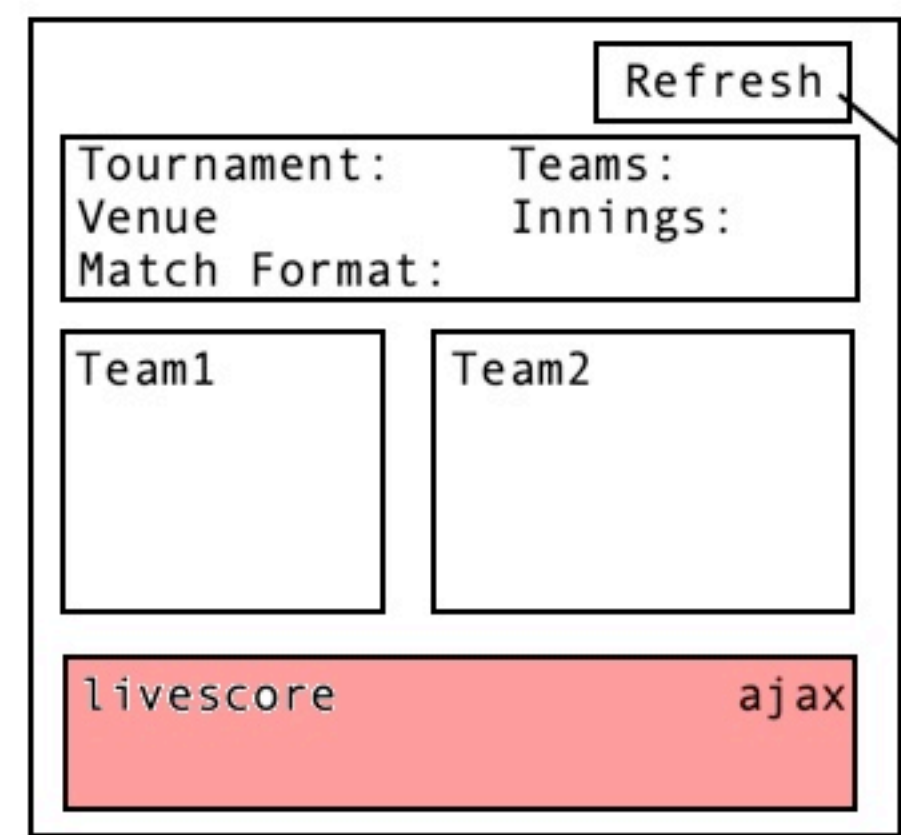 Refresh
Tournament: Teams:
Venue Innings:
Match Format:
Team1 Team2
livescore ajax